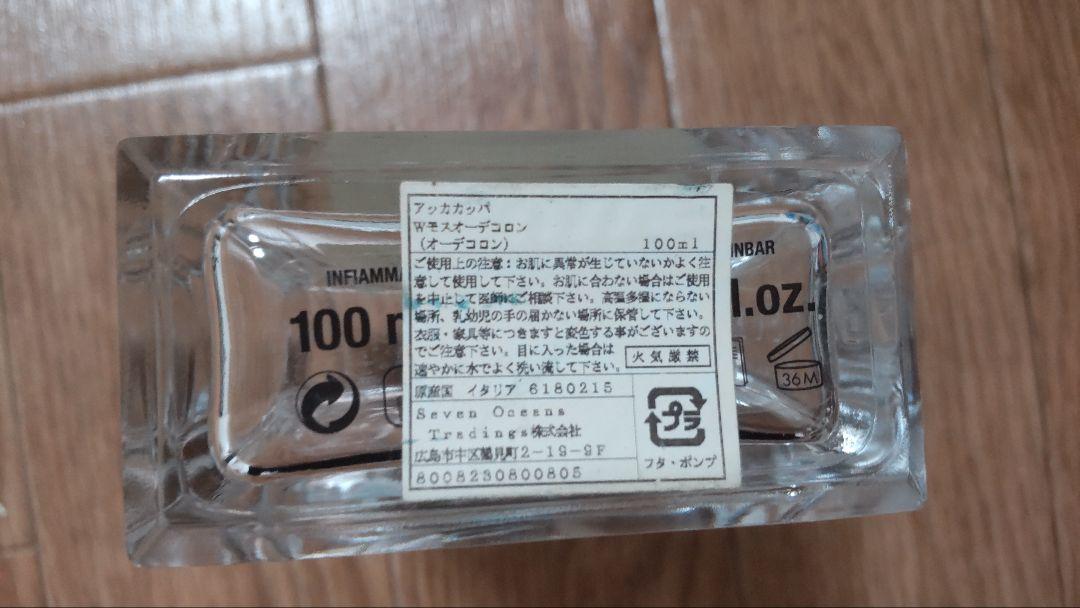 アッカカッパ
Wモスオーデコロン
（オーデコロン） 100ml
ご使用上の注意：お肌に異常が生じていないかよく注
意して使用して下さい。お肌に合わない場合はご使用
を中止して医師にご相談下さい。高温多湿にならない
場所、乳幼児の手の届かない場所に保管して下さい。
衣服・家具等につきますと変色する事がございますの
でご注意下さい。目に入った場合は
速やかに水でよく洗い流して下さい。
火気厳禁
原産国 イタリア 6180215
Seven Oceans
Tradings株式会社
広島市中区鶴見町2-19-9F
8008230800805
プラ
フタ・ポンプ
INFIAMMA
100 m
NBAR
l.oz.
36M